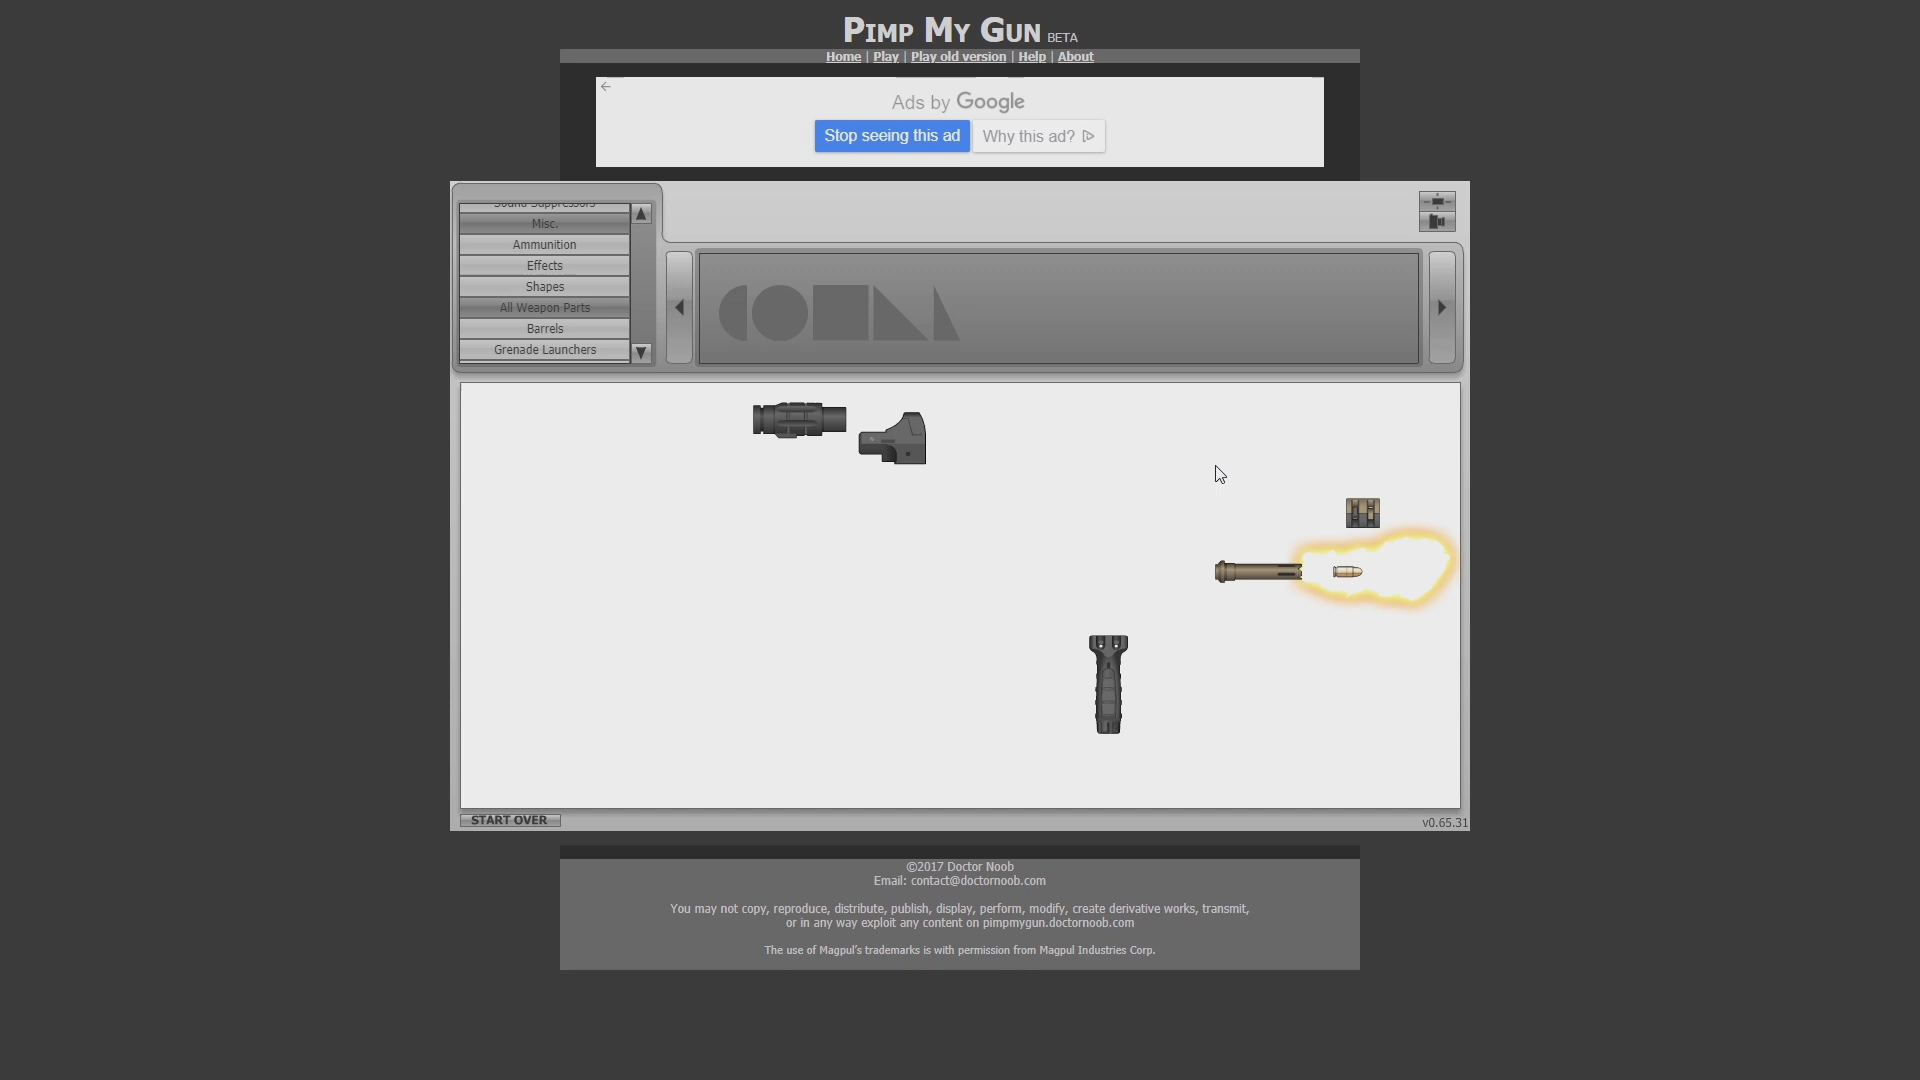 Pimp My Gun BETA
Home | Play | Play old version | Help | About
Ads by Google
Stop seeing this ad
Why this ad?
Sound Suppressors
Misc.
Ammunition
Effects
Shapes
All Weapon Parts
Barrels
Grenade Launchers
START OVER
v0.65.31
©2017 Doctor Noob
Email: contact@doctornoob.com
You may not copy, reproduce, distribute, publish, display, perform, modify, create derivative works, transmit,
or in any way exploit any content on pimpmygun.doctornoob.com
The use of Magpul's trademarks is with permission from Magpul Industries Corp.